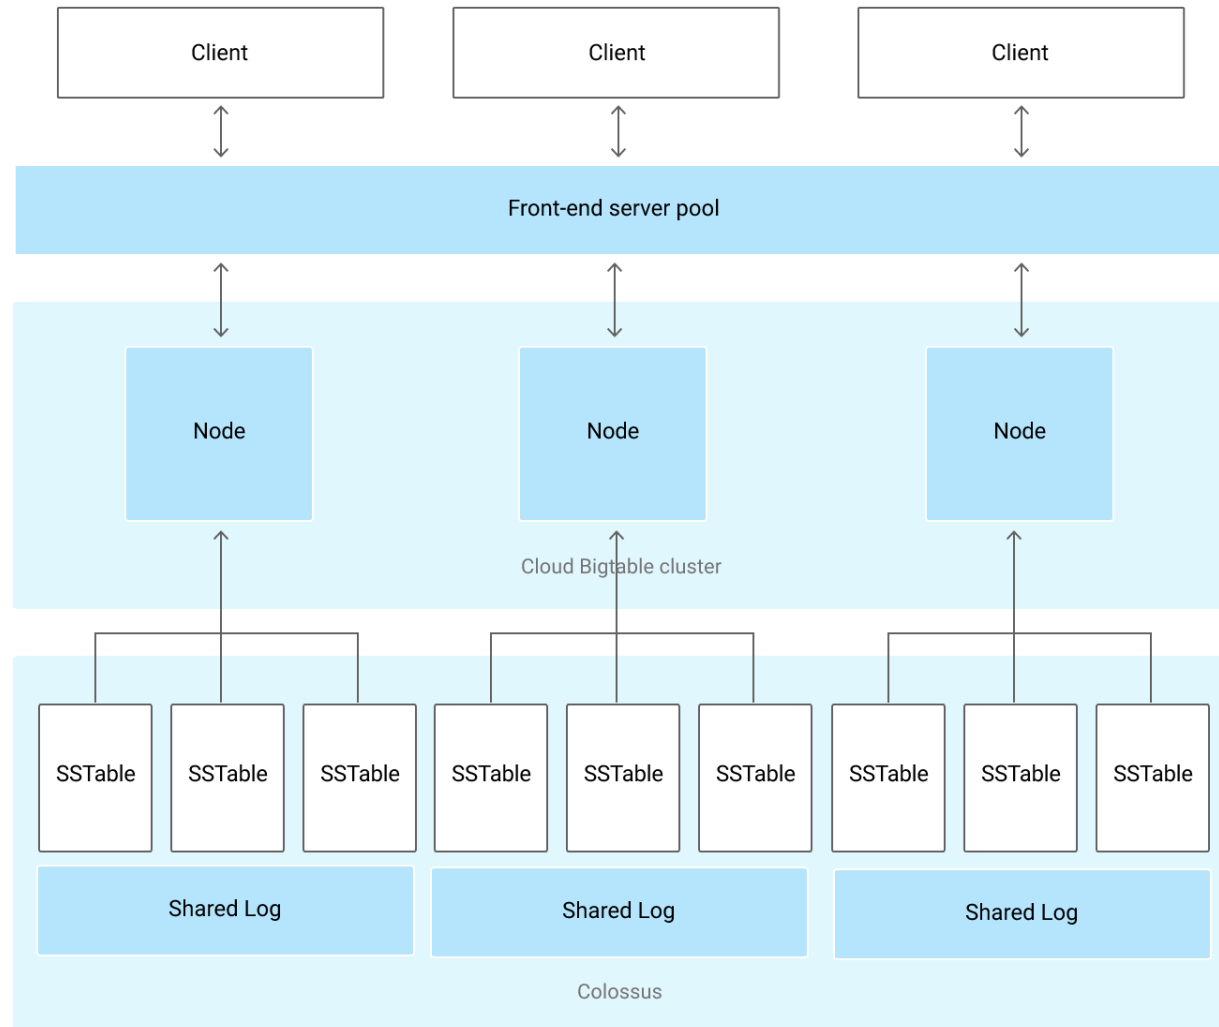 Client
Client
Client
Front-end server pool
Node
Node
Node
Cloud Bigtable cluster
SSTable
SSTable
SSTable
SSTable
SSTable
SSTable
SSTable
SSTable
SSTable
Shared Log
Shared Log
Shared Log
Colossus